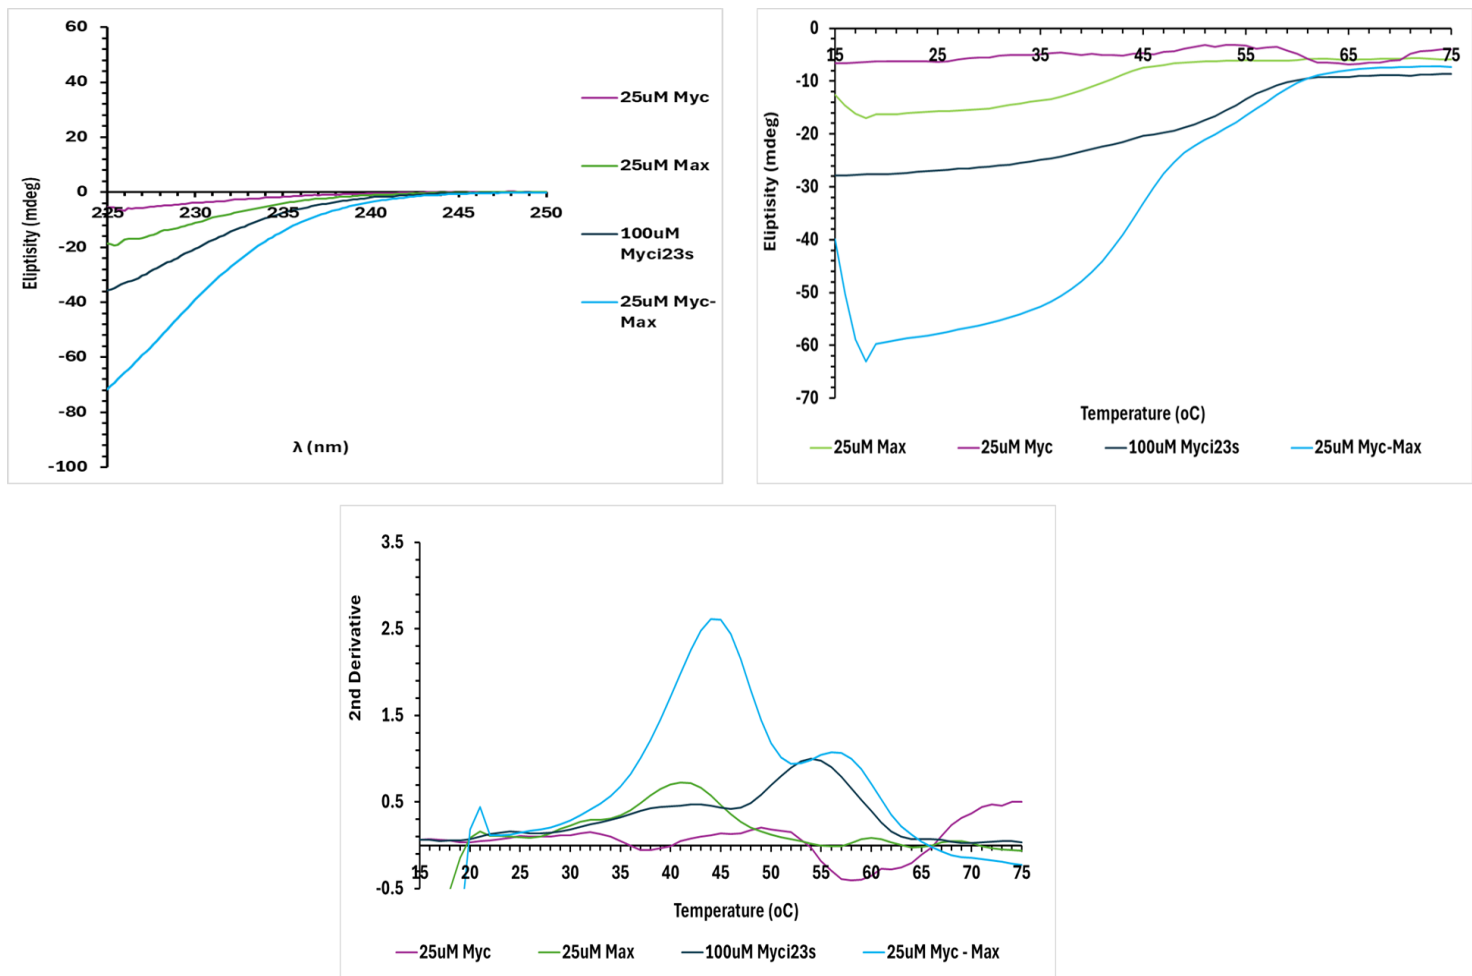 60
40
20
0
-20
-40
-60
-80
-100
225 230 235 240 245 250
Eliptisity (mdeg)
λ (nm)
25uM Myc
25uM Max
100uM
Myci23s
25uM Myc-
Max
0
-10
-20
-30
-40
-50
-60
-70
15 25 35 45 55 65 75
Eliptisity (mdeg)
Temperature (oC)
25uM Max 25uM Myc 100uM Myci23s 25uM Myc-Max
3.5
2.5
1.5
0.5
-0.5
15 20 25 30 35 40 45 50 55 60 65 70 75
2nd Derivative
Temperature (oC)
25uM Myc 25uM Max 100uM Myci23s 25uM Myc - Max